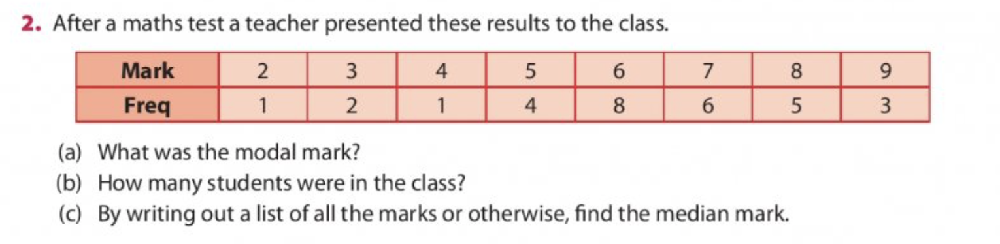 2. After a maths test a teacher presented these results to the class.
Mark 2 3 4 5 6 7 8 9
Freq 1 2 1 4 8 6 5 3
(a) What was the modal mark?
(b) How many students were in the class?
(c) By writing out a list of all the marks or otherwise, find the median mark.